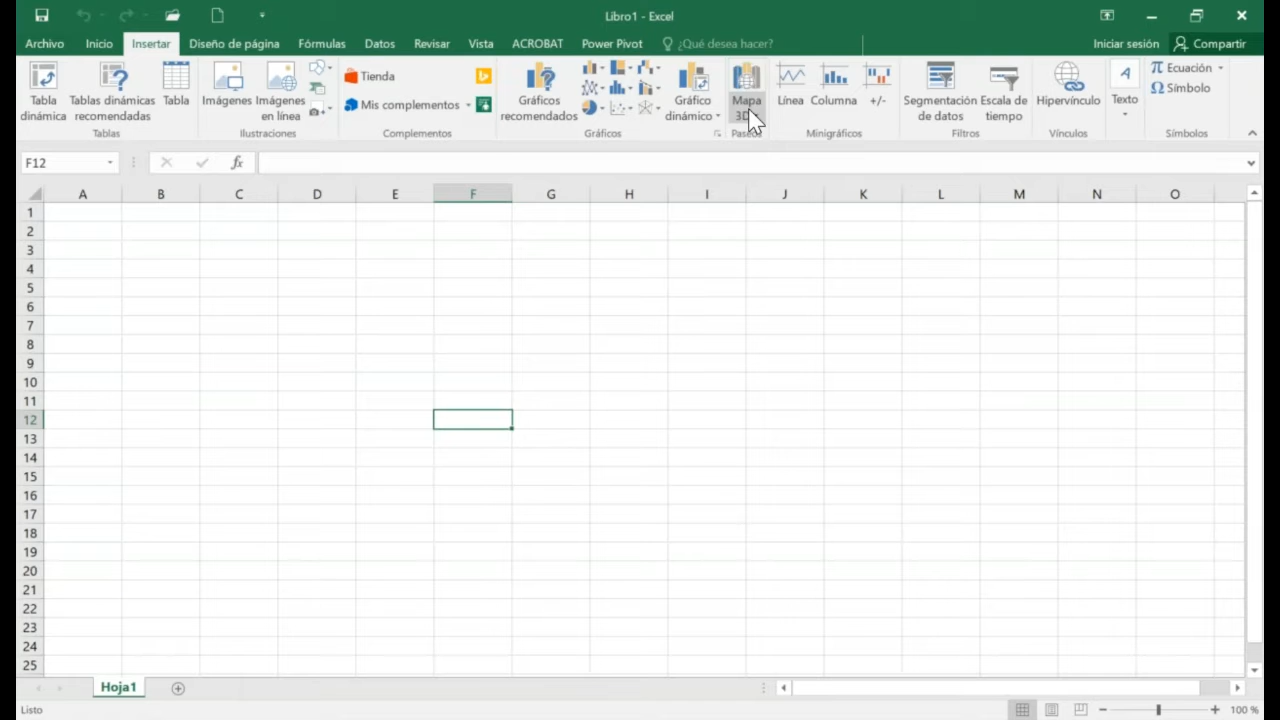 Libro1 - Excel
Archivo Inicio Insertar Diseño de página Fórmulas Datos Revisar Vista ACROBAT Power Pivot ¿Qué desea hacer? Iniciar sesión Compartir
Tabla dinámica
Tablas dinámicas recomendadas
Tabla
Tablas
Imágenes
Imágenes en línea
Ilustraciones
Tienda
Mis complementos
Complementos
Gráficos recomendados
Gráficos
Gráfico dinámico
Mapa 3D
Paseos
Línea
Columna
+/-
Minigráficos
Segmentación de datos
Escala de tiempo
Filtros
Hipervínculo
Vínculos
A
Texto
π Ecuación
Ω Símbolo
Símbolos
F12
fx
A B C D E F G H I J K L M N O
1
2
3
4
5
6
7
8
9
10
11
12
13
14
15
16
17
18
19
20
21
22
23
24
25
Hoja1
Listo
100 %